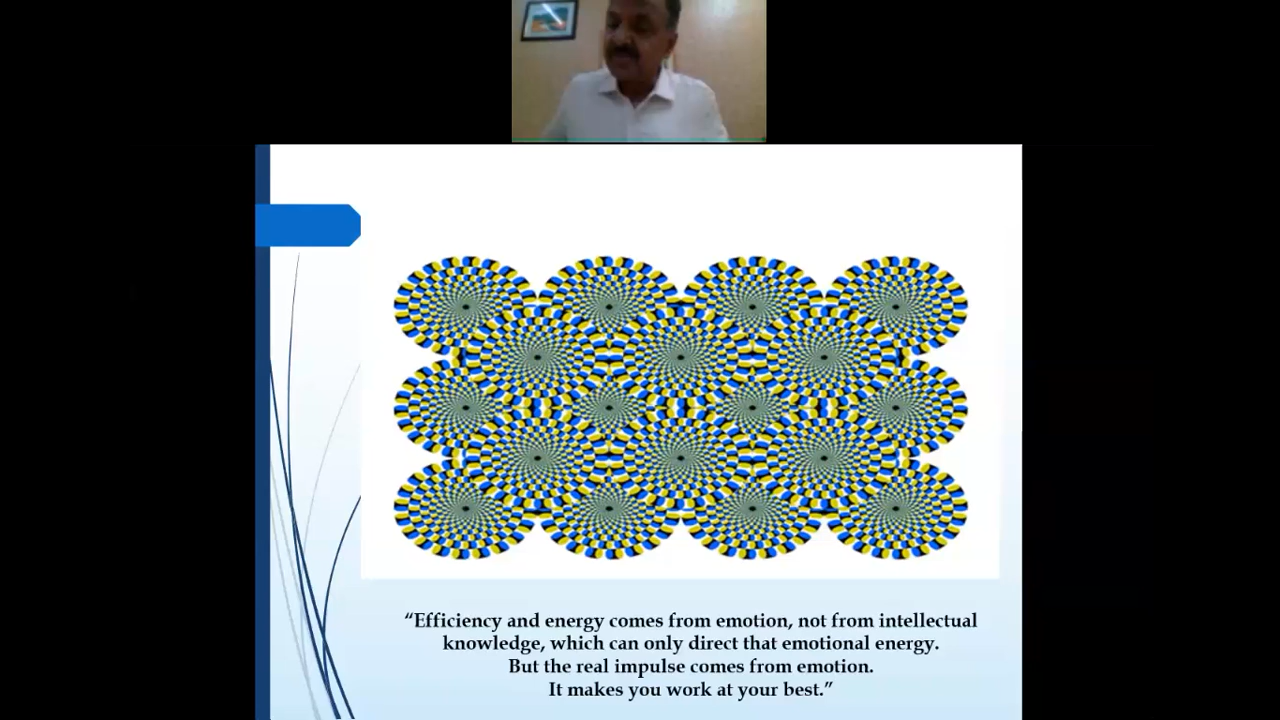 “Efficiency and energy comes from emotion, not from intellectual
knowledge, which can only direct that emotional energy.
But the real impulse comes from emotion.
It makes you work at your best.”